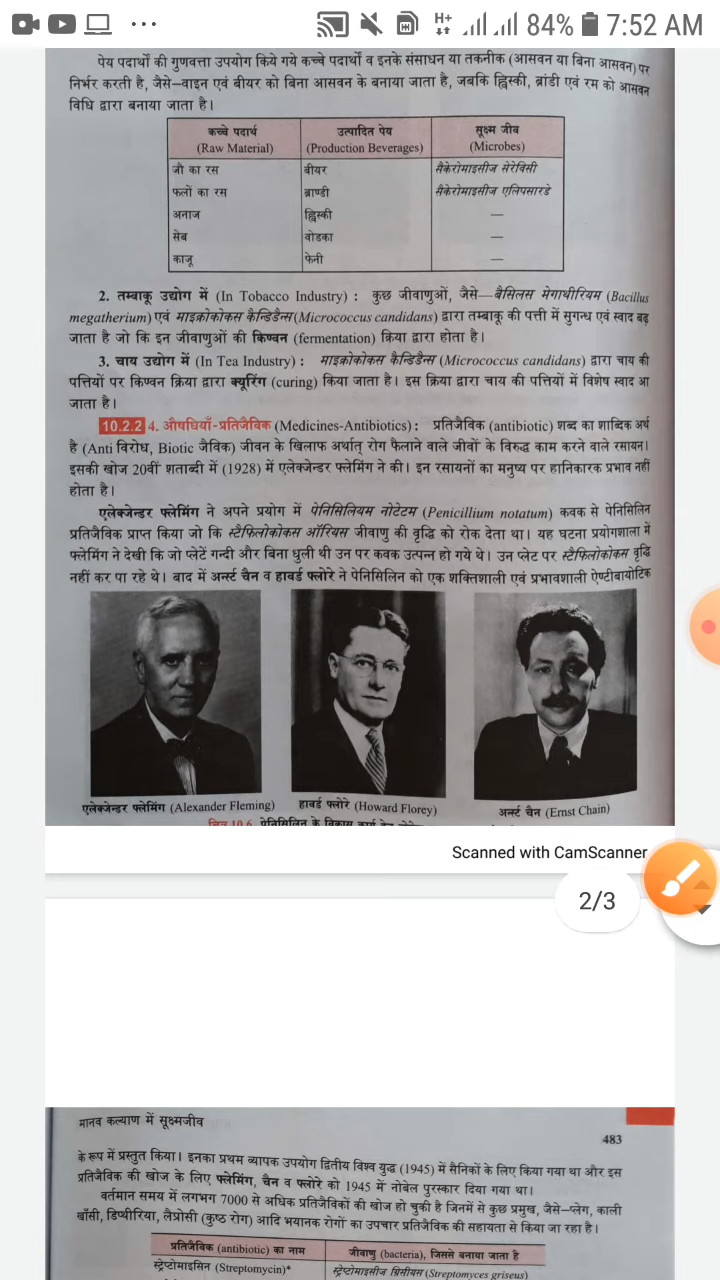 H+ 84% 7:52 AM
पेय पदार्थों की गुणवत्ता उपयोग किये गये कच्चे पदार्थों व इनके संसाधन या तकनीक (आसवन या बिना आसवन) पर
निर्भर करती है, जैसे—वाइन एवं बीयर को बिना आसवन के बनाया जाता है, जबकि ह्विस्की, ब्रांडी एवं रम को आसवन
विधि द्वारा बनाया जाता है।
कच्चे पदार्थ उत्पादित पेय सूक्ष्म जीव
(Raw Material) (Production Beverages) (Microbes)
जौ का रस बीयर सैकेरोमाइसीज सेरेविसी
फलों का रस ब्राण्डी सैकेरोमाइसीज एलिपसारडे
अनाज ह्विस्की —
सेब वोडका —
काजू फेनी —
2. तम्बाकू उद्योग में (In Tobacco Industry) : कुछ जीवाणुओं, जैसे—बैसिलस मेगाथीरियम (Bacillus
megatherium) एवं माइक्रोकोकस कैन्डिडैन्स (Micrococcus candidans) द्वारा तम्बाकू की पत्ती में सुगन्ध एवं स्वाद बढ़
जाता है जो कि इन जीवाणुओं की किण्वन (fermentation) क्रिया द्वारा होता है।
3. चाय उद्योग में (In Tea Industry) : माइक्रोकोकस कैन्डिडैन्स (Micrococcus candidans) द्वारा चाय की
पत्तियों पर किण्वन क्रिया द्वारा क्यूरिंग (curing) किया जाता है। इस क्रिया द्वारा चाय की पत्तियों में विशेष स्वाद आ
जाता है।
10.2.2 4. औषधियाँ-प्रतिजैविक (Medicines-Antibiotics) : प्रतिजैविक (antibiotic) शब्द का शाब्दिक अर्थ
है (Anti विरोध, Biotic जैविक) जीवन के खिलाफ अर्थात् रोग फैलाने वाले जीवों के विरुद्ध काम करने वाले रसायन।
इसकी खोज 20वीं शताब्दी में (1928) में एलेक्जेन्डर फ्लेमिंग ने की। इन रसायनों का मनुष्य पर हानिकारक प्रभाव नहीं
होता है।
एलेक्जेन्डर फ्लेमिंग ने अपने प्रयोग में पेनिसिलियम नोटेटम (Penicillium notatum) कवक से पेनिसिलिन
प्रतिजैविक प्राप्त किया जो कि स्टैफिलोकोकस ऑरियस जीवाणु की वृद्धि को रोक देता था। यह घटना प्रयोगशाला में
फ्लेमिंग ने देखी कि जो प्लेटें गन्दी और बिना धुली थी उन पर कवक उत्पन्न हो गये थे। उन प्लेट पर स्टैफिलोकोकस वृद्धि
नहीं कर पा रहे थे। बाद में अर्न्स्ट चैन व हावर्ड फ्लोरे ने पेनिसिलिन को एक शक्तिशाली एवं प्रभावशाली ऐण्टीबायोटिक
एलेक्जेन्डर फ्लेमिंग (Alexander Fleming) हावर्ड फ्लोरे (Howard Florey) अर्न्स्ट चैन (Ernst Chain)
चित्र 10.6 पेनिसिलिन के विकास कार्य
Scanned with CamScanner
2/3
मानव कल्याण में सूक्ष्मजीव
483
के रूप में प्रस्तुत किया। इनका प्रथम व्यापक उपयोग द्वितीय विश्व युद्ध (1945) में सैनिकों के लिए किया गया था और इस
प्रतिजैविक की खोज के लिए फ्लेमिंग, चैन व फ्लोरे को 1945 में नोबेल पुरस्कार दिया गया था।
वर्तमान समय में लगभग 7000 से अधिक प्रतिजैविकों की खोज हो चुकी है जिनमें से कुछ प्रमुख, जैसे—प्लेग, काली
खाँसी, डिप्थीरिया, लैप्रोसी (कुष्ठ रोग) आदि भयानक रोगों का उपचार प्रतिजैविक की सहायता से किया जा रहा है।
प्रतिजैविक (antibiotic) का नाम जीवाणु (bacteria), जिससे बनाया जाता है
स्ट्रेप्टोमाइसिन (Streptomycin)* स्ट्रेप्टोमाइसीज ग्रिसीयस (Streptomyces griseus)